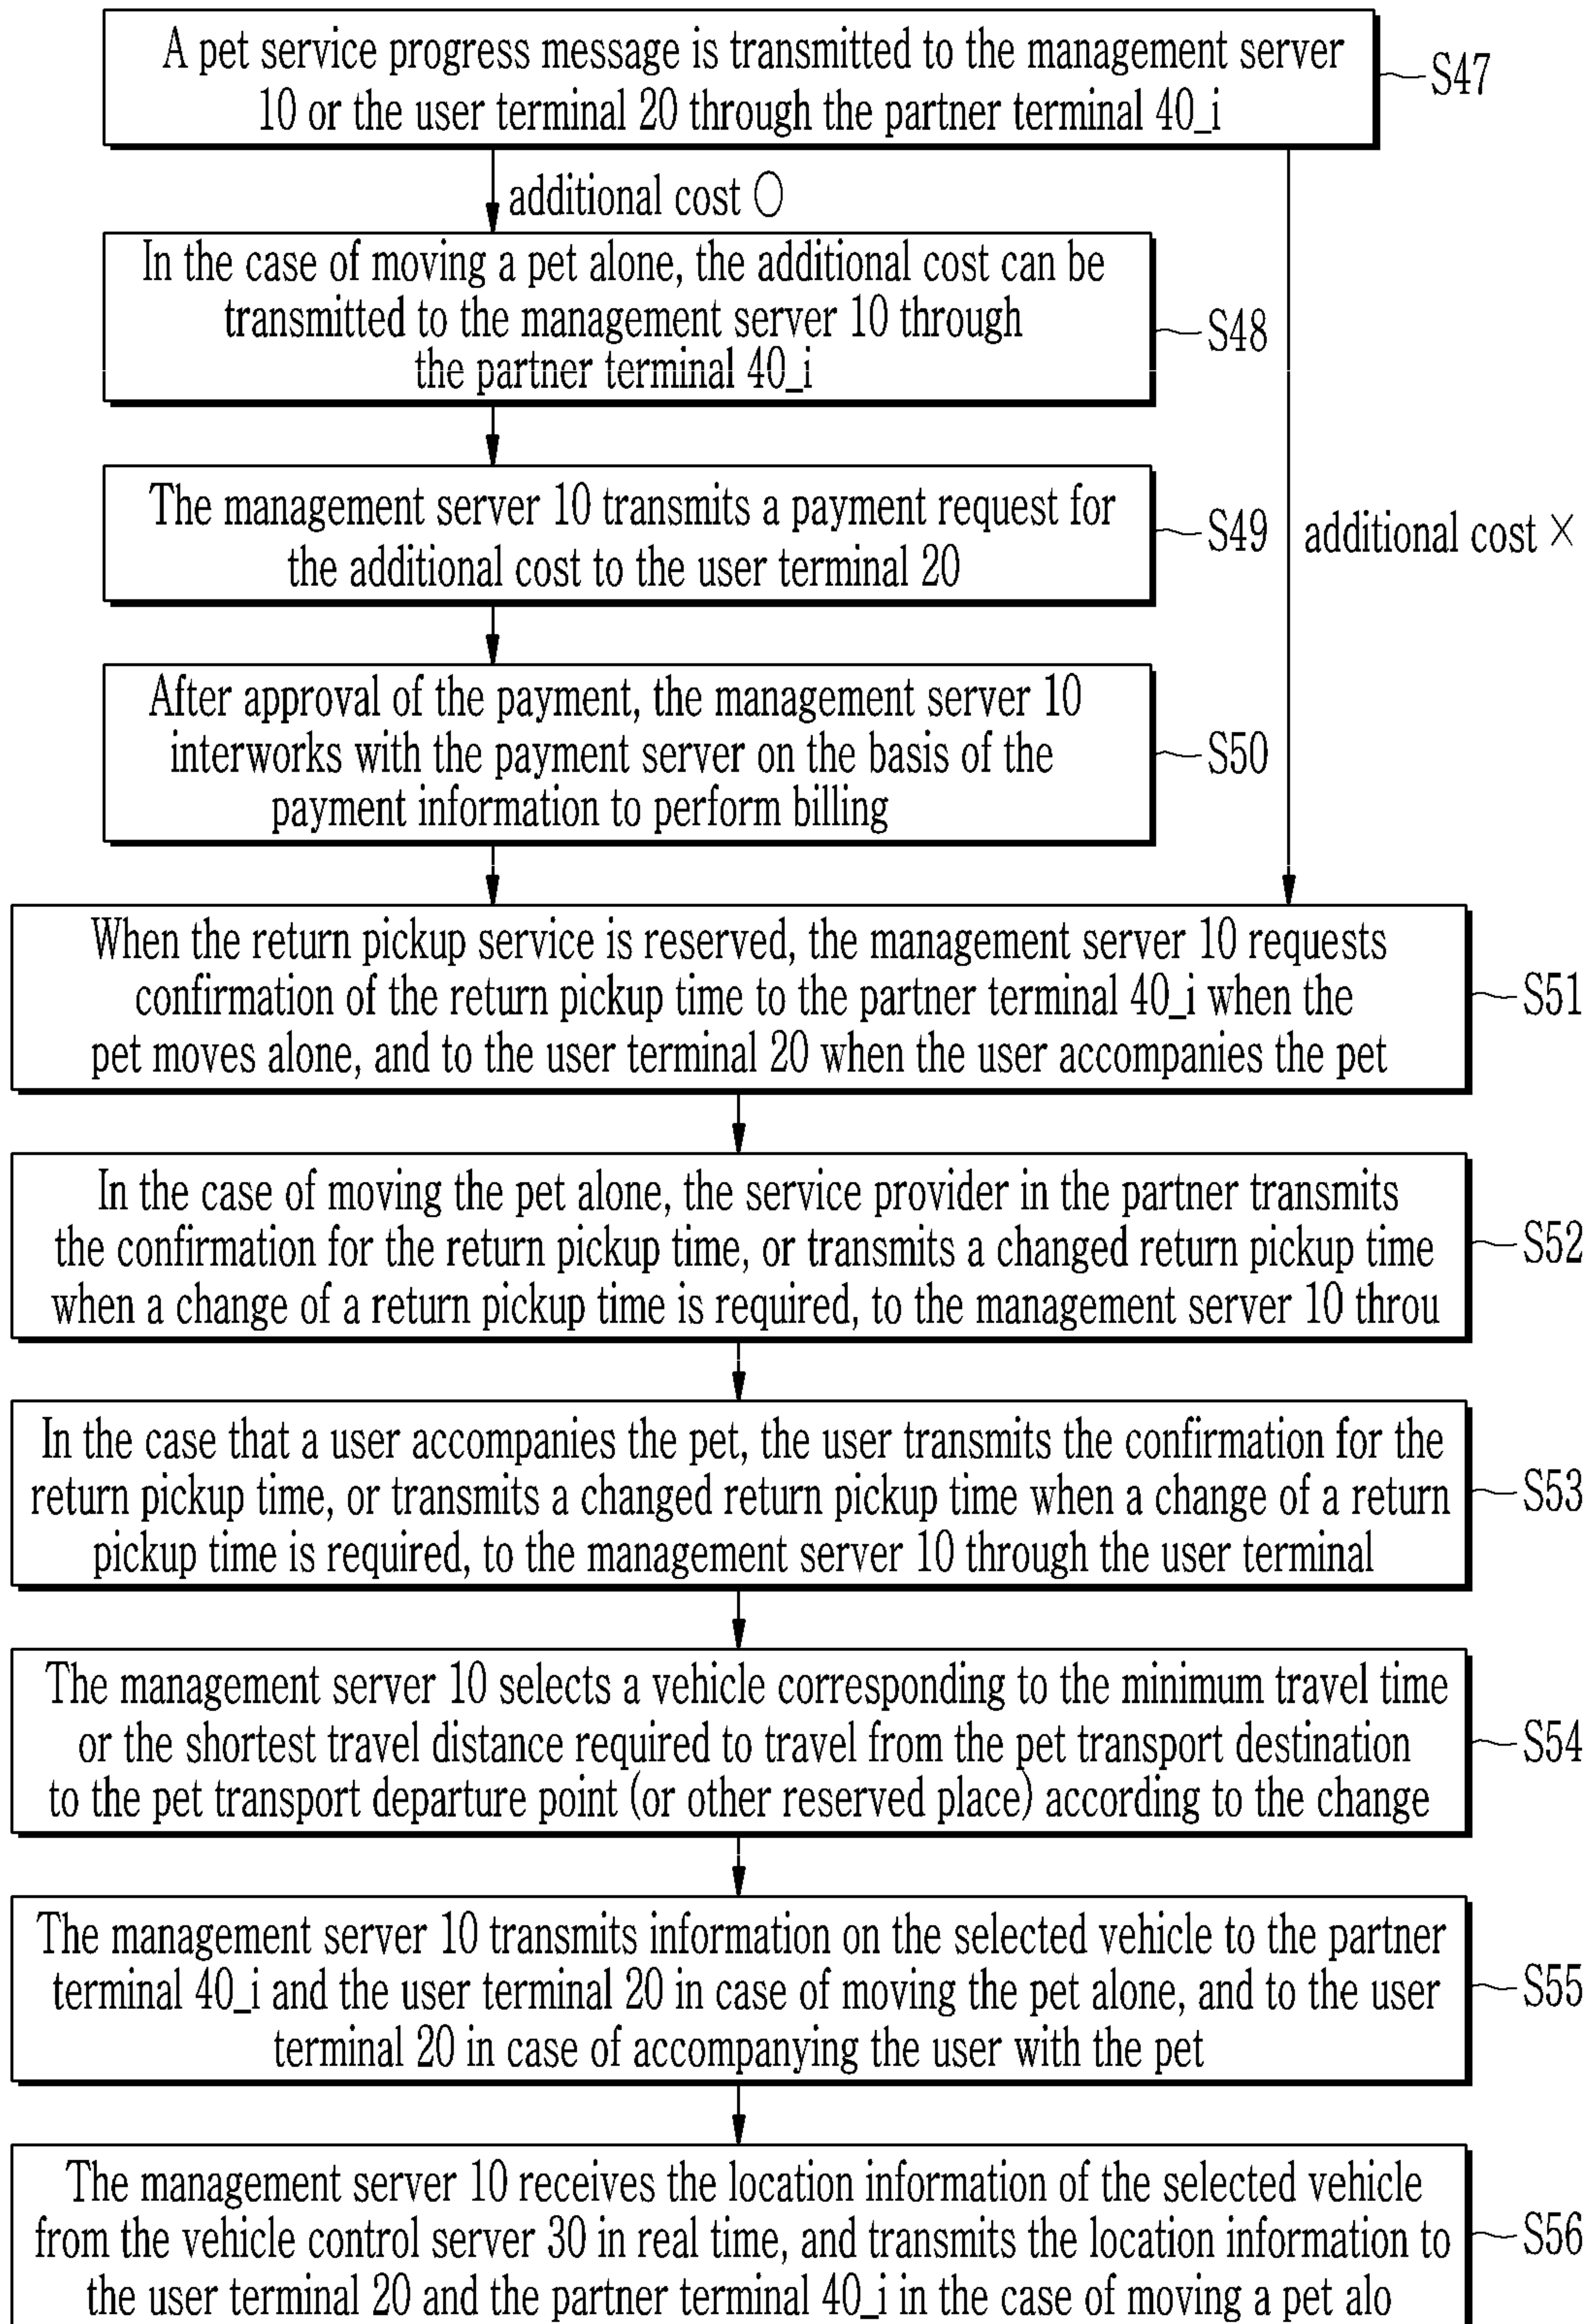 A pet service progress message is transmitted to the management server
10 or the user terminal 20 through the partner terminal 40_i
S47
additional cost ○
In the case of moving a pet alone, the additional cost can be
transmitted to the management server 10 through
the partner terminal 40_i
S48
The management server 10 transmits a payment request for
the additional cost to the user terminal 20
S49
additional cost ×
After approval of the payment, the management server 10
interworks with the payment server on the basis of the
payment information to perform billing
S50
When the return pickup service is reserved, the management server 10 requests
confirmation of the return pickup time to the partner terminal 40_i when the
pet moves alone, and to the user terminal 20 when the user accompanies the pet
S51
In the case of moving the pet alone, the service provider in the partner transmits
the confirmation for the return pickup time, or transmits a changed return pickup time
when a change of a return pickup time is required, to the management server 10 throu
S52
In the case that a user accompanies the pet, the user transmits the confirmation for the
return pickup time, or transmits a changed return pickup time when a change of a return
pickup time is required, to the management server 10 through the user terminal
S53
The management server 10 selects a vehicle corresponding to the minimum travel time
or the shortest travel distance required to travel from the pet transport destination
to the pet transport departure point (or other reserved place) according to the change
S54
The management server 10 transmits information on the selected vehicle to the partner
terminal 40_i and the user terminal 20 in case of moving the pet alone, and to the user
terminal 20 in case of accompanying the user with the pet
S55
The management server 10 receives the location information of the selected vehicle
from the vehicle control server 30 in real time, and transmits the location information to
the user terminal 20 and the partner terminal 40_i in the case of moving a pet alo
S56